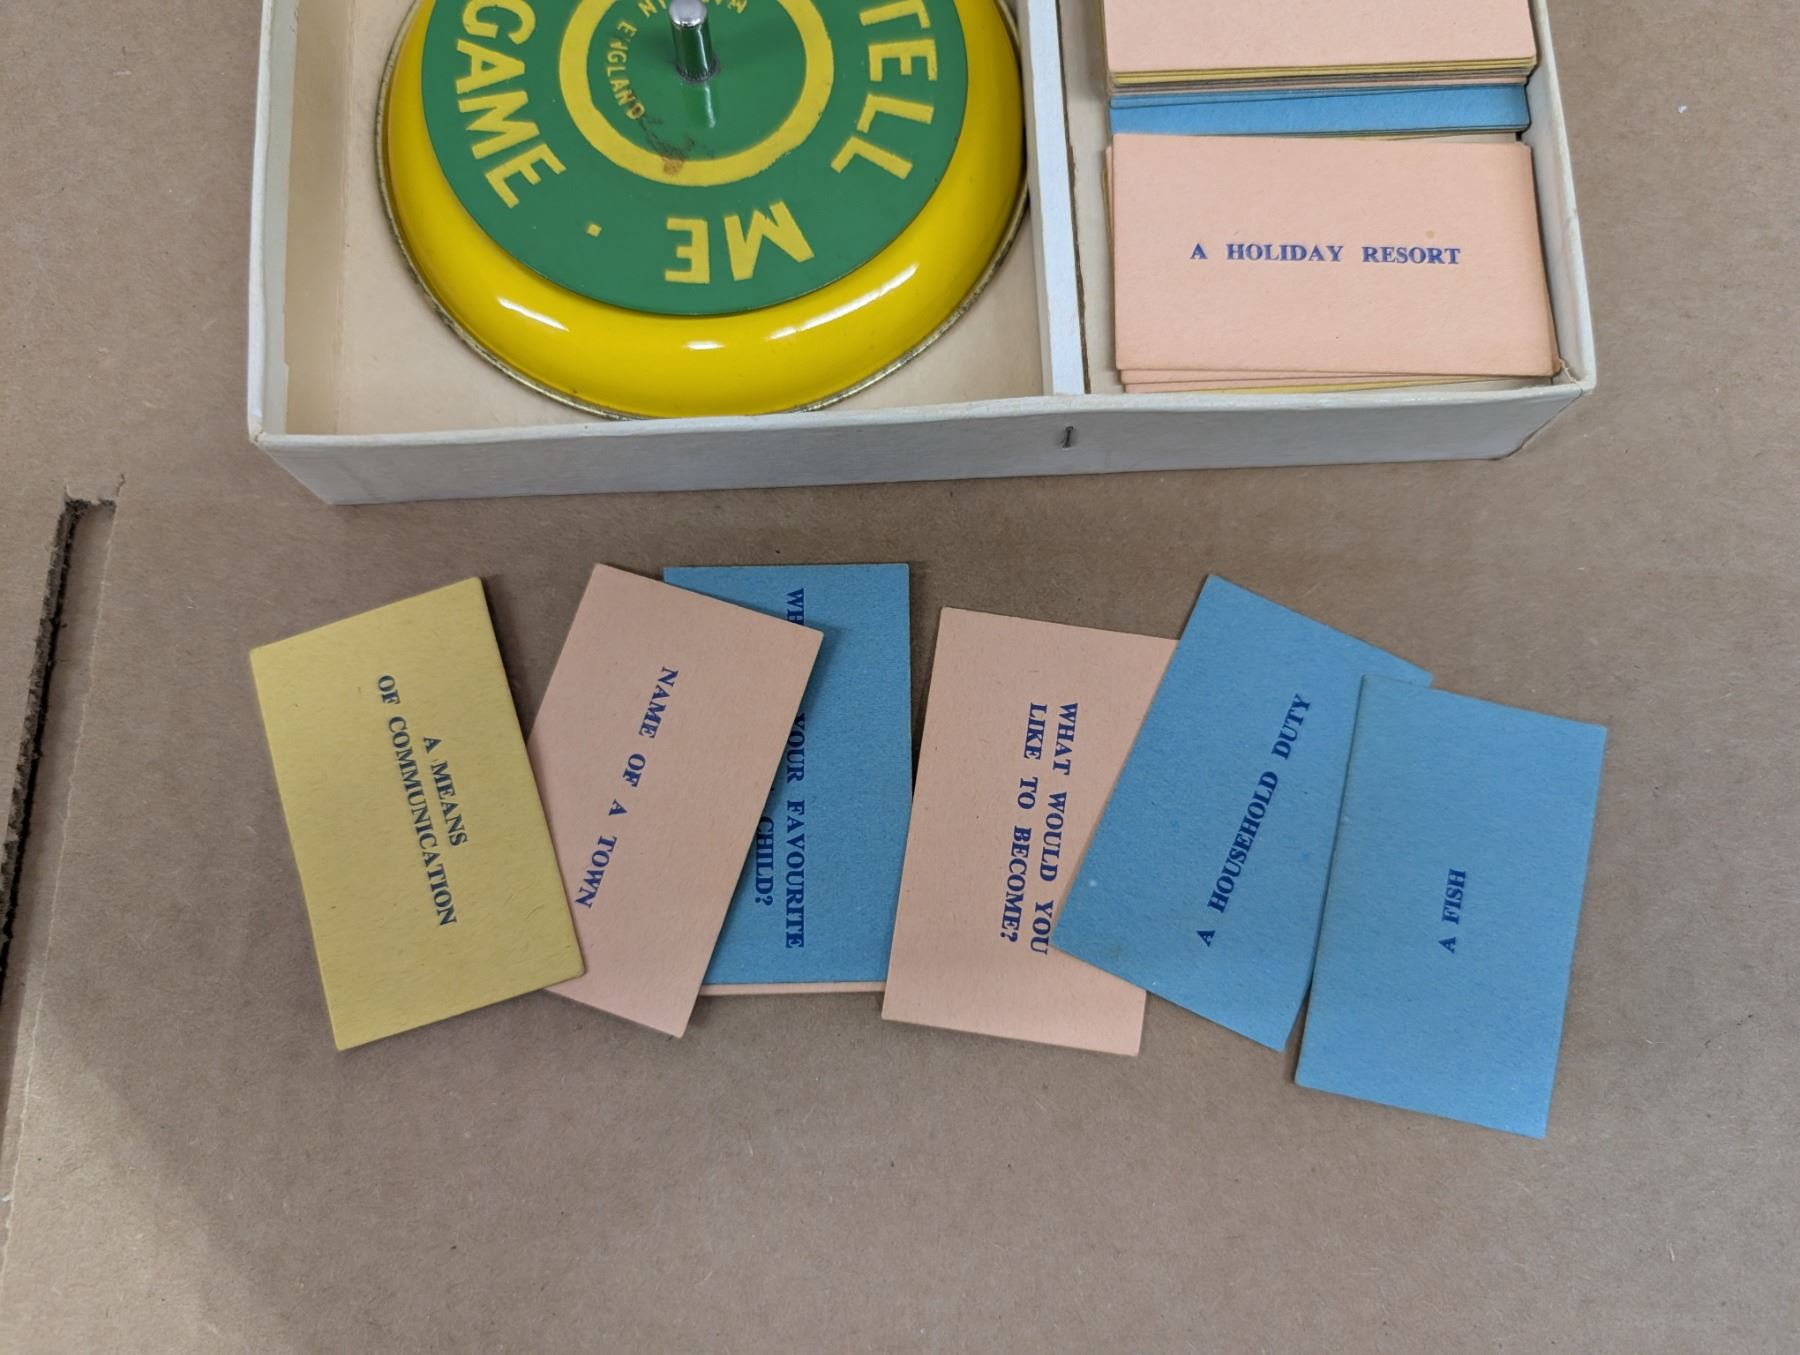 TELL ME · GAME
ENGLAND
A HOLIDAY RESORT
A MEANS
OF COMMUNICATION
NAME OF A TOWN
YOUR FAVOURITE
CHILD?
WHAT WOULD YOU
LIKE TO BECOME?
A HOUSEHOLD DUTY
A FISH